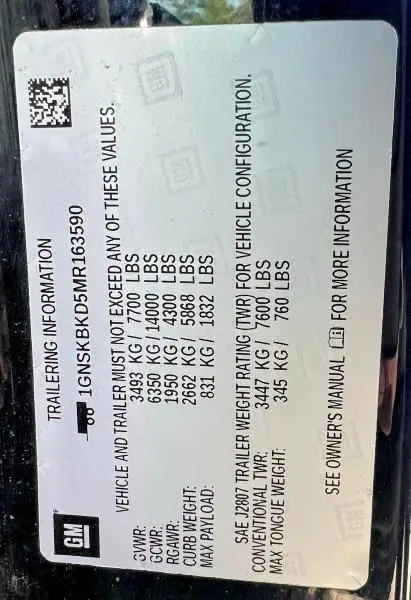 GM
TRAILERING INFORMATION
1GNSKBKD5MR163590
VEHICLE AND TRAILER MUST NOT EXCEED ANY OF THESE VALUES.
GVWR: 3493 KG/ 7700 LBS
GCWR: 6350 KG/ 14000 LBS
RGAWR: 1950 KG/ 4300 LBS
CURB WEIGHT: 2662 KG/ 5868 LBS
MAX PAYLOAD: 831 KG/ 1832 LBS
SAE J2807 TRAILER WEIGHT RATING (TWR) FOR VEHICLE CONFIGURATION.
CONVENTIONAL TWR: 3447 KG/ 7600 LBS
MAX TONGUE WEIGHT: 345 KG/ 760 LBS
SEE OWNER'S MANUAL FOR MORE INFORMATION